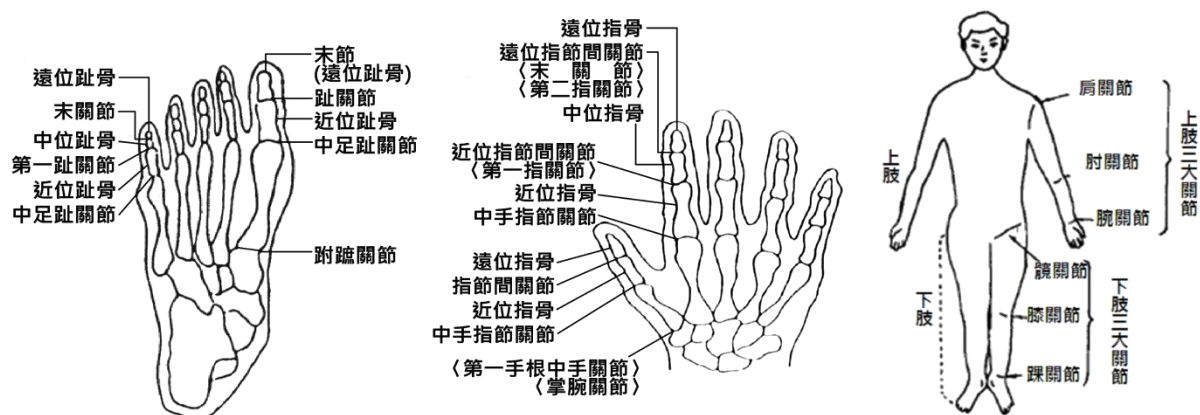 末節
(遠位趾骨)
趾關節
近位趾骨
中足趾關節
遠位趾骨
末關節
中位趾骨
第一趾關節
近位趾骨
中足趾關節
跗蹠關節
遠位指骨
遠位指節間關節
〈末關節〉
〈第二指關節〉
中位指骨
近位指節間關節
〈第一指關節〉
近位指骨
中手指節關節
遠位指骨
指節間關節
近位指骨
中手指節關節
〈第一手根中手關節〉
〈掌腕關節〉
上肢
肩關節
肘關節
腕關節
上肢三大關節
下肢
髖關節
膝關節
踝關節
下肢三大關節